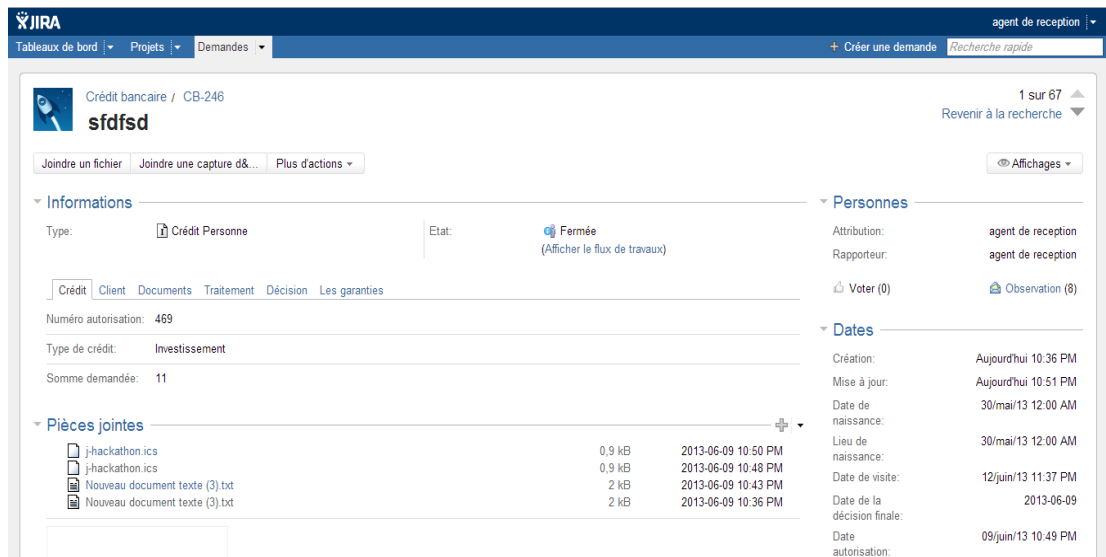 JIRA
agent de reception
Tableaux de bord Projets Demandes + Créer une demande Recherche rapide
Crédit bancaire / CB-246
sfdfsd
1 sur 67
Revenir à la recherche
Joindre un fichier Joindre une capture d&... Plus d'actions Affichages
Informations
Type: Crédit Personne Etat: Fermée
(Afficher le flux de travaux)
Crédit Client Documents Traitement Décision Les garanties
Numéro autorisation: 469
Type de crédit: Investissement
Somme demandée: 11
Pièces jointes
j-hackathon.ics 0,9 kB 2013-06-09 10:50 PM
j-hackathon.ics 0,9 kB 2013-06-09 10:48 PM
Nouveau document texte (3).txt 2 kB 2013-06-09 10:43 PM
Nouveau document texte (3).txt 2 kB 2013-06-09 10:36 PM
Personnes
Attribution: agent de reception
Rapporteur: agent de reception
Voter (0) Observation (8)
Dates
Création: Aujourd'hui 10:36 PM
Mise à jour: Aujourd'hui 10:51 PM
Date de 30/mai/13 12:00 AM
naissance:
Lieu de 30/mai/13 12:00 AM
naissance:
Date de visite: 12/juin/13 11:37 PM
Date de la 2013-06-09
décision finale:
Date 09/juin/13 10:49 PM
autorisation: